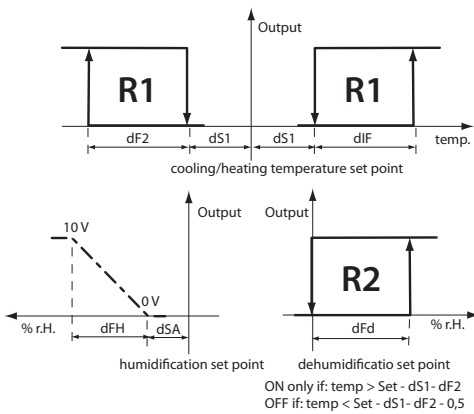 Output
R1
R1
dF2
dS1
dS1
dIF
temp.
cooling/heating temperature set point
Output
Output
10 V
0 V
R2
% r.H.
dFH
dSA
dFd
% r.H.
humidification set point
dehumidificatio set point
ON only if: temp > Set - dS1- dF2
OFF if: temp < Set - dS1- dF2 - 0,5